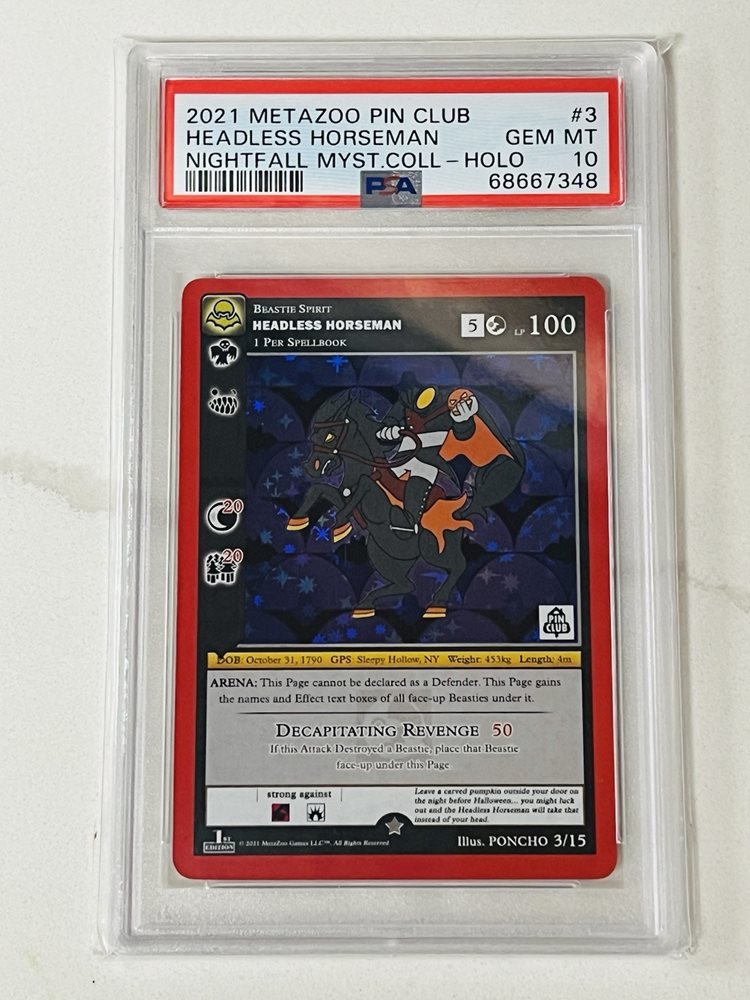 2021 METAZOO PIN CLUB #3
HEADLESS HORSEMAN GEM MT
NIGHTFALL MYST.COLL-HOLO 10
PSA 68667348
BEASTIE SPIRIT
HEADLESS HORSEMAN 5 LP 100
1 PER SPELLBOOK
20
20
PIN
CLUB
DOB: October 31, 1790 GPS: Sleepy Hollow, NY Weight: 453kg Length: 4m
ARENA: This Page cannot be declared as a Defender. This Page gains
the names and Effect text boxes of all face-up Beasties under it.
DECAPITATING REVENGE 50
If this Attack Destroyed a Beastie, place that Beastie
face-up under this Page
strong against
Leave a carved pumpkin outside your door on
the night before Halloween... you might luck
out and the Headless Horseman will take that
instead of your head.
1ST
EDITION
© 2021 MetaZoo Games LLC™. All Rights Reserved
Illus. PONCHO 3/15